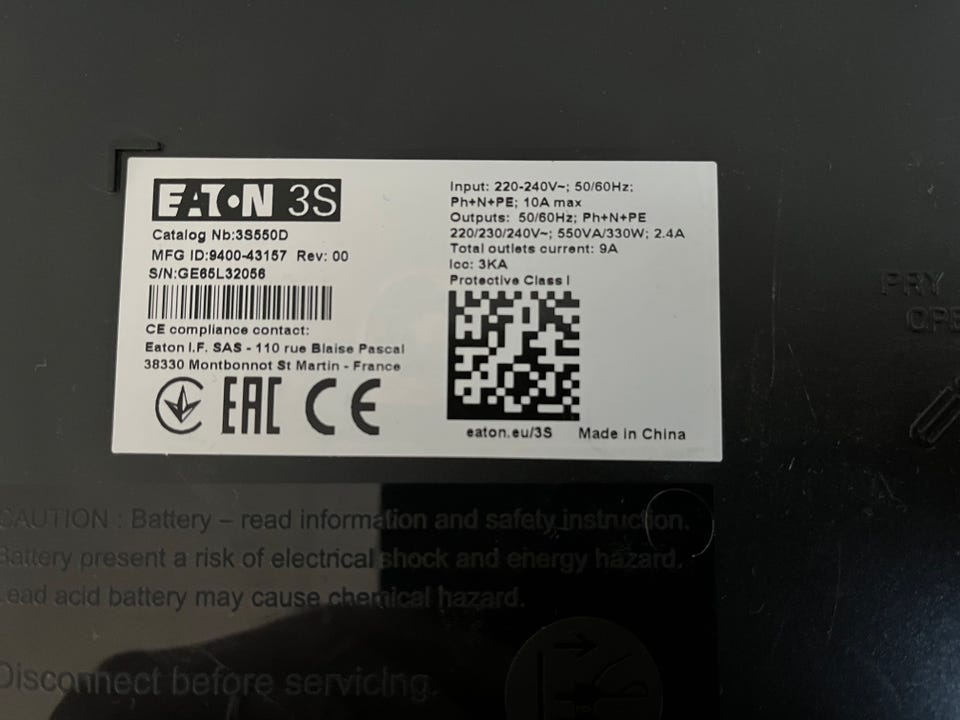 EATON 3S
Catalog Nb:3S550D
MFG ID:9400-43157 Rev: 00
S/N:GE65L32056
CE compliance contact:
Eaton I.F. SAS - 110 rue Blaise Pascal
38330 Montbonnot St Martin - France
EAC CE
Input: 220-240V~; 50/60Hz;
Ph+N+PE; 10A max
Outputs: 50/60Hz; Ph+N+PE
220/230/240V~; 550VA/330W; 2.4A
Total outlets current: 9A
Icc: 3KA
Protective Class I
eaton.eu/3S Made in China
PRY
CAUTION : Battery – read information and safety instruction.
Battery present a risk of electrical shock and energy hazard.
Lead acid battery may cause chemical hazard.
Disconnect before servicing.